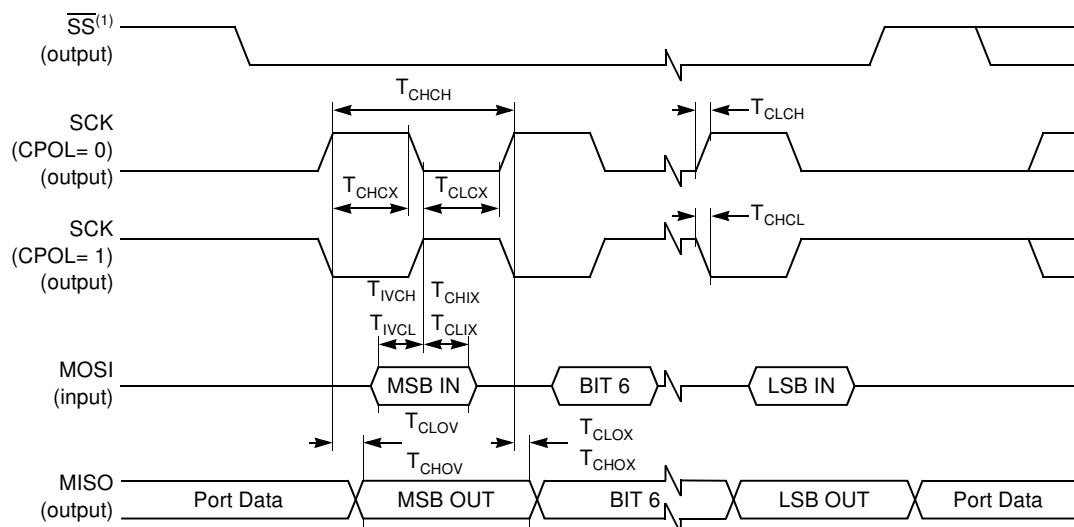 SS(1)
(output)
TCHCH
TCLCH
SCK
(CPOL= 0)
(output)
TCHCX
TCLCX
SCK
(CPOL= 1)
(output)
TCHCL
TIVCH
TCHIX
TIVCL
TCLIX
MOSI
(input)
MSB IN
BIT 6
LSB IN
TCLOV
TCLOX
TCHOV
TCHOX
MISO
(output)
Port Data
MSB OUT
BIT 6
LSB OUT
Port Data